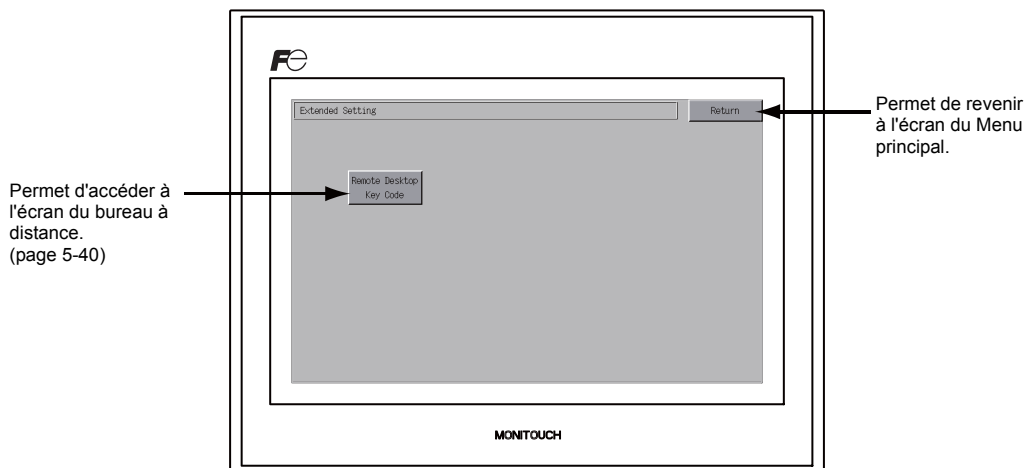 Fe
Extended Setting
Return
Permet de revenir
à l'écran du Menu
principal.
Remote Desktop
Key Code
Permet d'accéder à
l'écran du bureau à
distance.
(page 5-40)
MONITOUCH